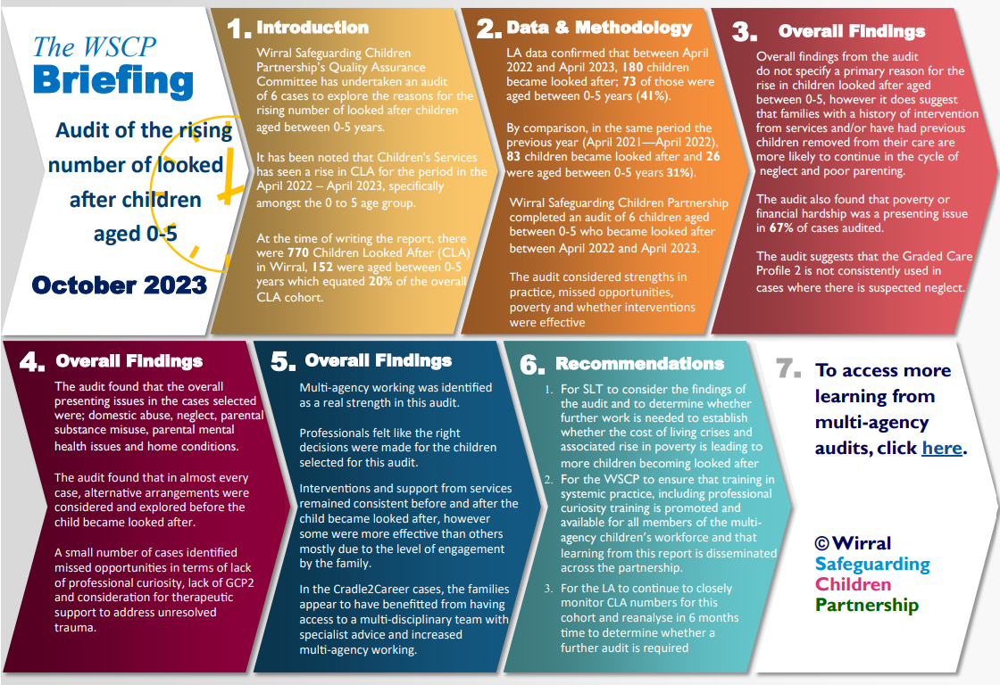 The WSCP
Briefing
Audit of the rising
number of looked
after children
aged 0-5
October 2023
1. Introduction
Wirral Safeguarding Children
Partnership's Quality Assurance
Committee has undertaken an audit
of 6 cases to explore the reasons for the
rising number of looked after children
aged between 0-5 years.
It has been noted that Children's Services
has seen a rise in CLA for the period in the
April 2022 – April 2023, specifically
amongst the 0 to 5 age group.
At the time of writing the report, there
were 770 Children Looked After (CLA)
in Wirral, 152 were aged between 0-5
years which equated 20% of the overall
CLA cohort.
2. Data & Methodology
LA data confirmed that between April
2022 and April 2023, 180 children
became looked after; 73 of those were
aged between 0-5 years (41%).
By comparison, in the same period the
previous year (April 2021—April 2022),
83 children became looked after and 26
were aged between 0-5 years 31%).
Wirral Safeguarding Children Partnership
completed an audit of 6 children aged
between 0-5 who became looked after
between April 2022 and April 2023.
The audit considered strengths in
practice, missed opportunities,
poverty and whether interventions
were effective
3. Overall Findings
Overall findings from the audit
do not specify a primary reason for the
rise in children looked after aged
between 0-5, however it does suggest
that families with a history of intervention
from services and/or have had previous
children removed from their care are
more likely to continue in the cycle of
neglect and poor parenting.
The audit also found that poverty or
financial hardship was a presenting issue
in 67% of cases audited.
The audit suggests that the Graded Care
Profile 2 is not consistently used in
cases where there is suspected neglect.
4. Overall Findings
The audit found that the overall
presenting issues in the cases selected
were; domestic abuse, neglect, parental
substance misuse, parental mental
health issues and home conditions.
The audit found that in almost every
case, alternative arrangements were
considered and explored before the
child became looked after.
A small number of cases identified
missed opportunities in terms of lack
of professional curiosity, lack of GCP2
and consideration for therapeutic
support to address unresolved
trauma.
5. Overall Findings
Multi-agency working was identified
as a real strength in this audit.
Professionals felt like the right
decisions were made for the children
selected for this audit.
Interventions and support from services
remained consistent before and after the
child became looked after, however
some were more effective than others
mostly due to the level of engagement
by the family.
In the Cradle2Career cases, the families
appear to have benefitted from having
access to a multi-disciplinary team with
specialist advice and increased
multi-agency working.
6. Recommendations
1. For SLT to consider the findings of
the audit and to determine whether
further work is needed to establish
whether the cost of living crises and
associated rise in poverty is leading to
more children becoming looked after
2. For the WSCP to ensure that training in
systemic practice, including professional
curiosity training is promoted and
available for all members of the multi-
agency children's workforce and that
learning from this report is disseminated
across the partnership.
3. For the LA to continue to closely
monitor CLA numbers for this
cohort and reanalyse in 6 months
time to determine whether a
further audit is required
7. To access more
learning from
multi-agency
audits, click here.
© Wirral
Safeguarding
Children
Partnership